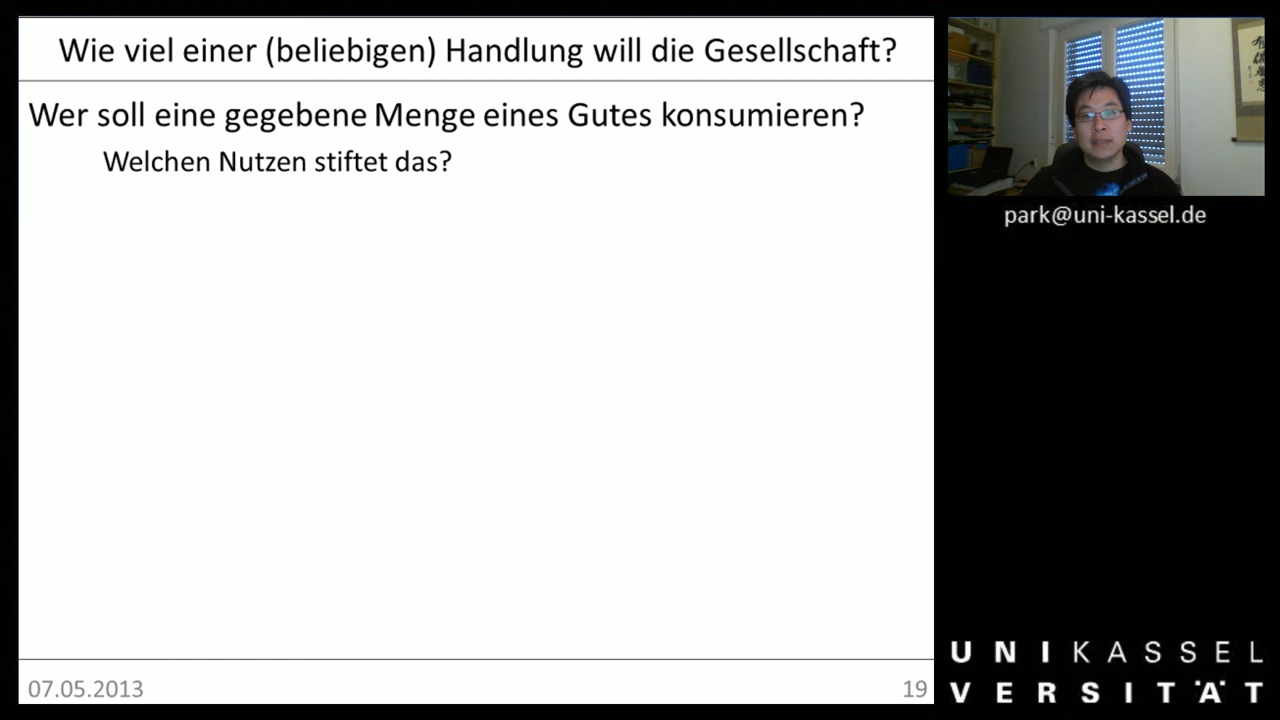 Wie viel einer (beliebigen) Handlung will die Gesellschaft?
Wer soll eine gegebene Menge eines Gutes konsumieren?
Welchen Nutzen stiftet das?
07.05.2013
19
park@uni-kassel.de
UNIKASSEL
VERSITÄT